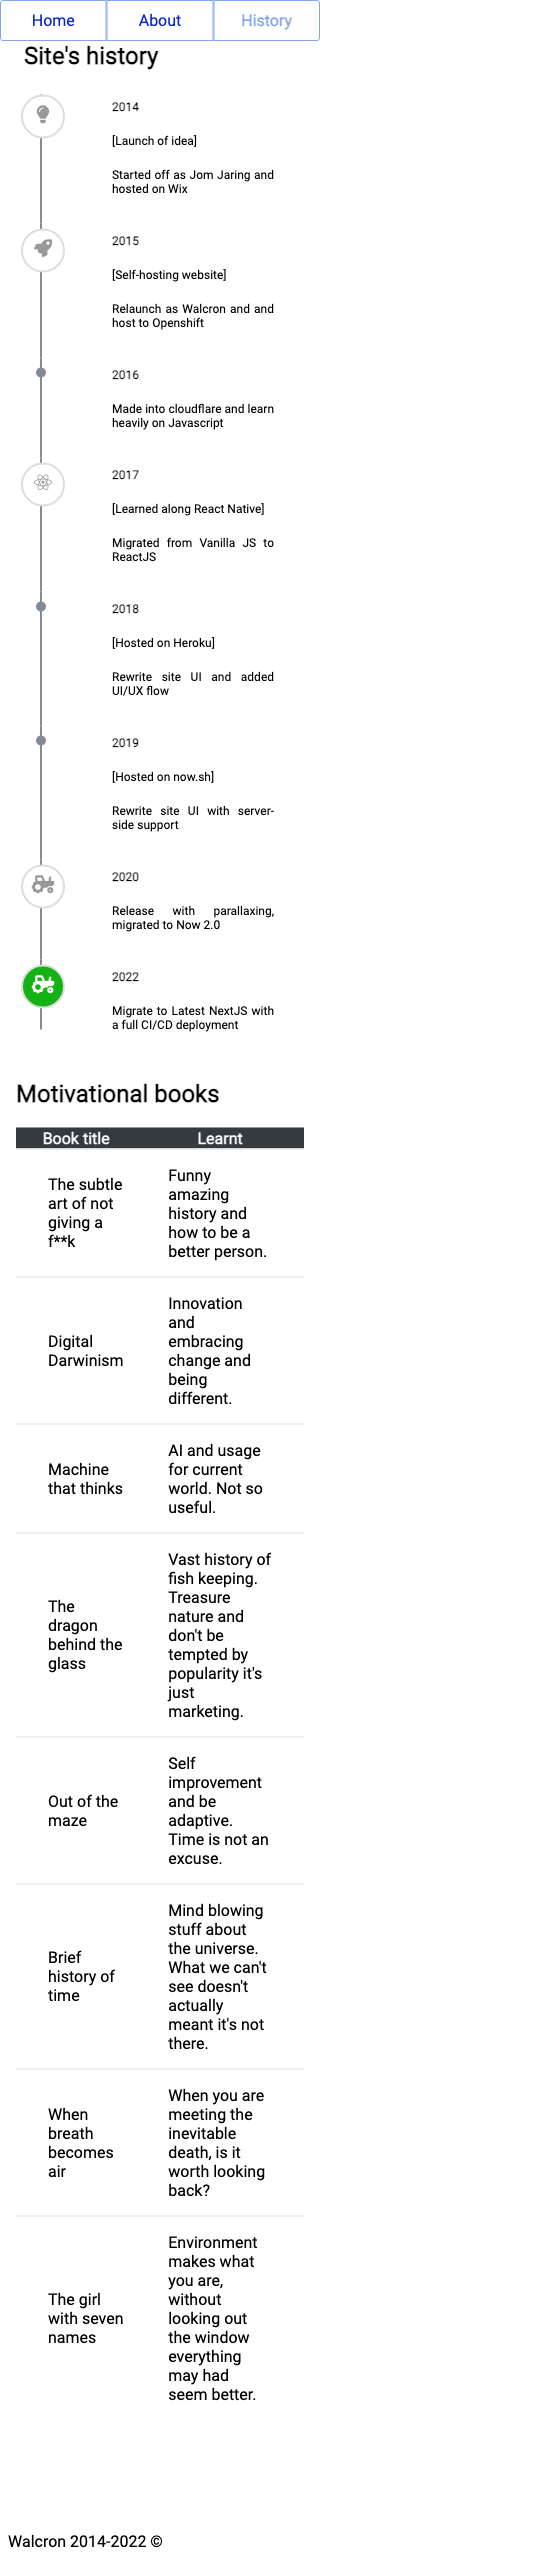 Home About History
Site's history
2014
[Launch of idea]
Started off as Jom Jaring and
hosted on Wix
2015
[Self-hosting website]
Relaunch as Walcron and and
host to Openshift
2016
Made into cloudflare and learn
heavily on Javascript
2017
[Learned along React Native]
Migrated from Vanilla JS to
ReactJS
2018
[Hosted on Heroku]
Rewrite site UI and added
UI/UX flow
2019
[Hosted on now.sh]
Rewrite site UI with server-
side support
2020
Release with parallaxing,
migrated to Now 2.0
2022
Migrate to Latest NextJS with
a full CI/CD deployment
Motivational books
Book title Learnt
The subtle
art of not
giving a
f**k
Funny
amazing
history and
how to be a
better person.
Digital
Darwinism
Innovation
and
embracing
change and
being
different.
Machine
that thinks
AI and usage
for current
world. Not so
useful.
The
dragon
behind the
glass
Vast history of
fish keeping.
Treasure
nature and
don't be
tempted by
popularity it's
just
marketing.
Out of the
maze
Self
improvement
and be
adaptive.
Time is not an
excuse.
Brief
history of
time
Mind blowing
stuff about
the universe.
What we can't
see doesn't
actually
meant it's not
there.
When
breath
becomes
air
When you are
meeting the
inevitable
death, is it
worth looking
back?
The girl
with seven
names
Environment
makes what
you are,
without
looking out
the window
everything
may had
seem better.
Walcron 2014-2022 ©